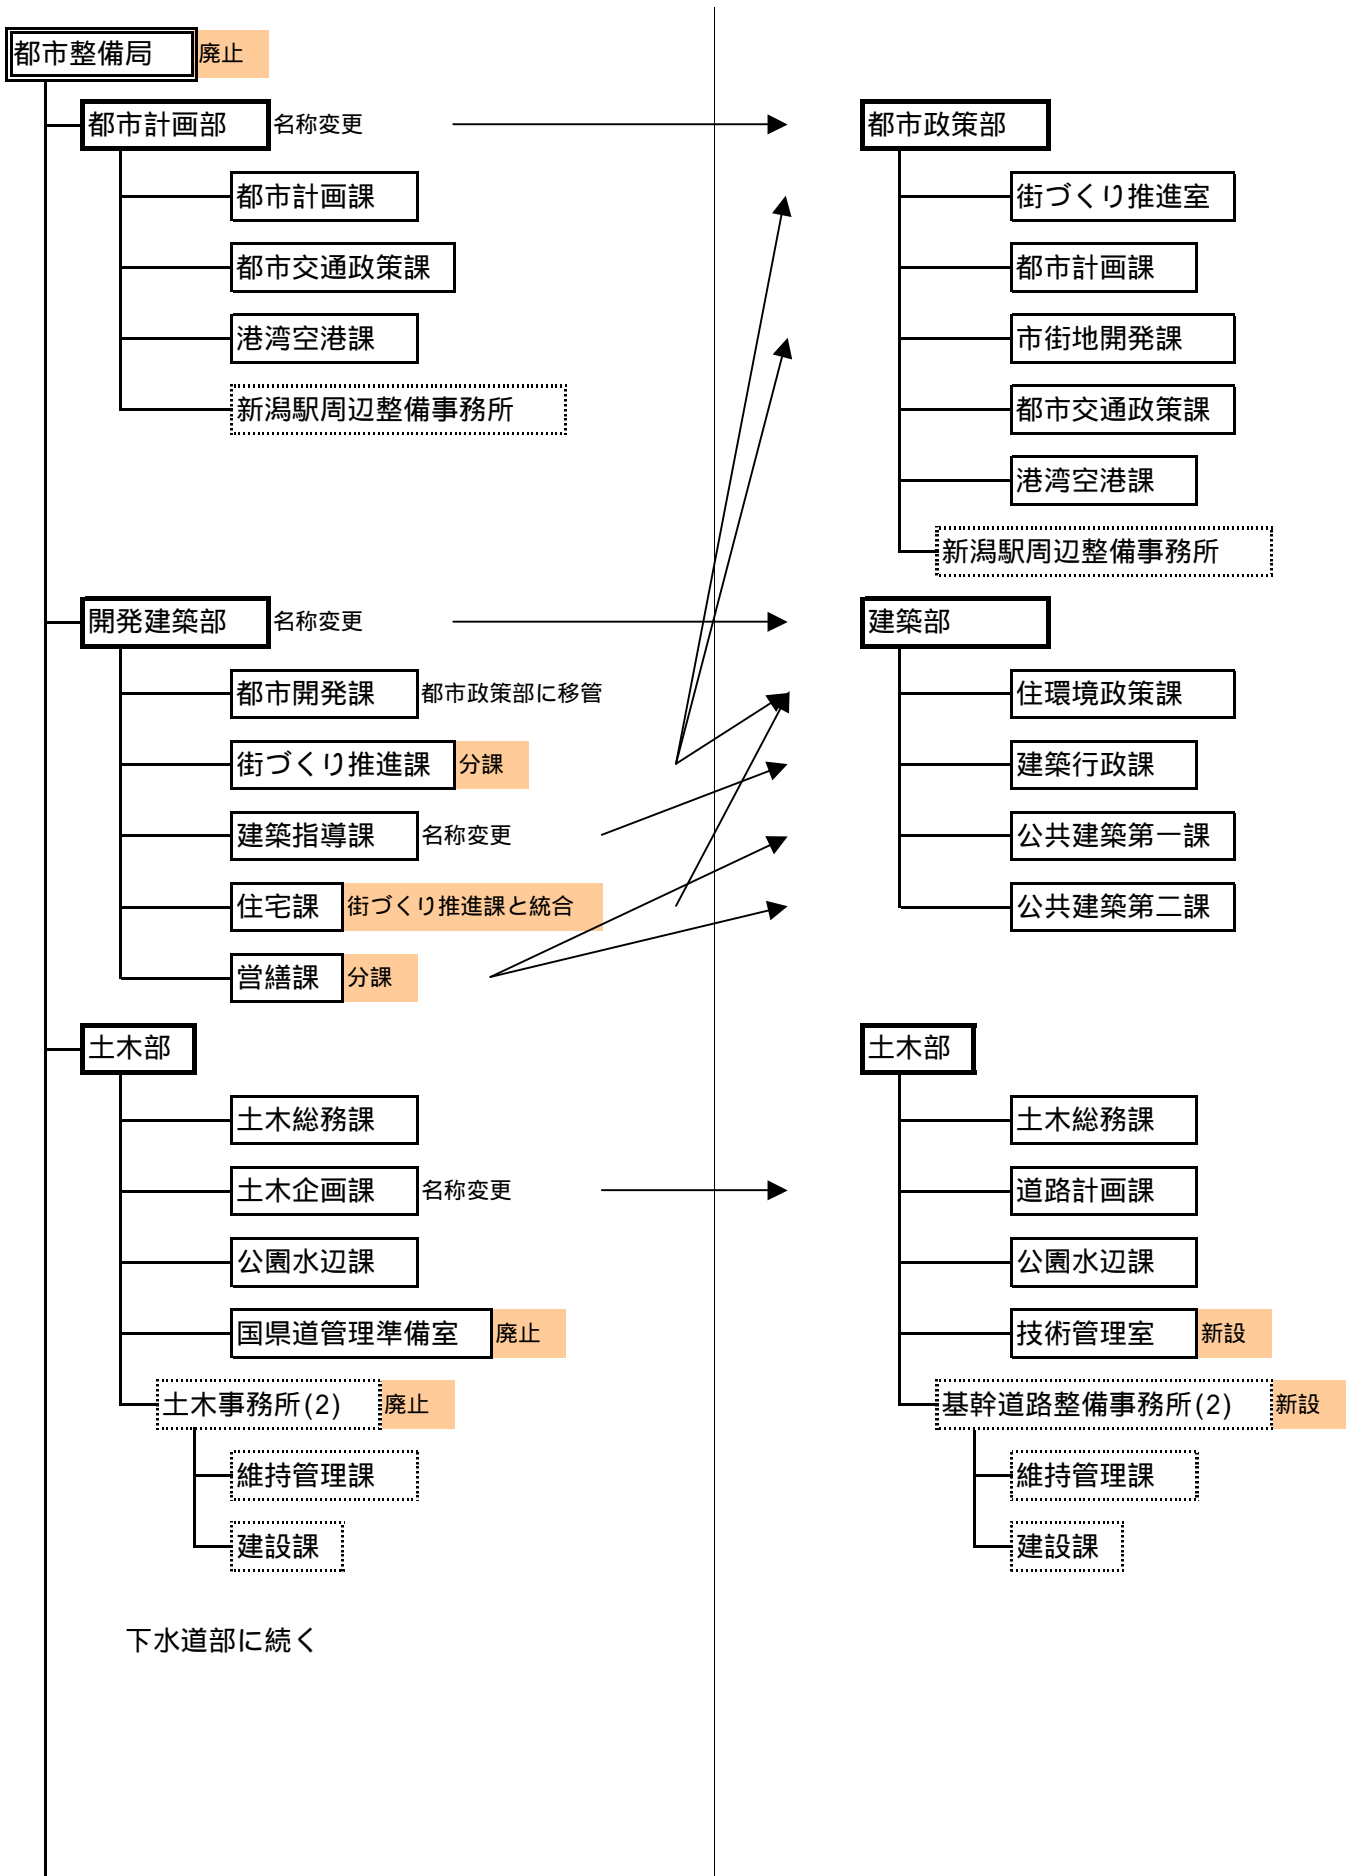 都市整備局 廃止
都市計画部 名称変更 都市政策部
都市計画課 街づくり推進室
都市交通政策課 都市計画課
港湾空港課 市街地開発課
新潟駅周辺整備事務所 都市交通政策課
港湾空港課
新潟駅周辺整備事務所
開発建築部 名称変更 建築部
都市開発課 都市政策部に移管 住環境政策課
街づくり推進課 分課 建築行政課
建築指導課 名称変更 公共建築第一課
住宅課 街づくり推進課と統合 公共建築第二課
営繕課 分課
土木部 土木部
土木総務課 土木総務課
土木企画課 名称変更 道路計画課
公園水辺課 公園水辺課
国県道管理準備室 廃止 技術管理室 新設
土木事務所(2) 廃止 基幹道路整備事務所(2) 新設
維持管理課 維持管理課
建設課 建設課
下水道部に続く